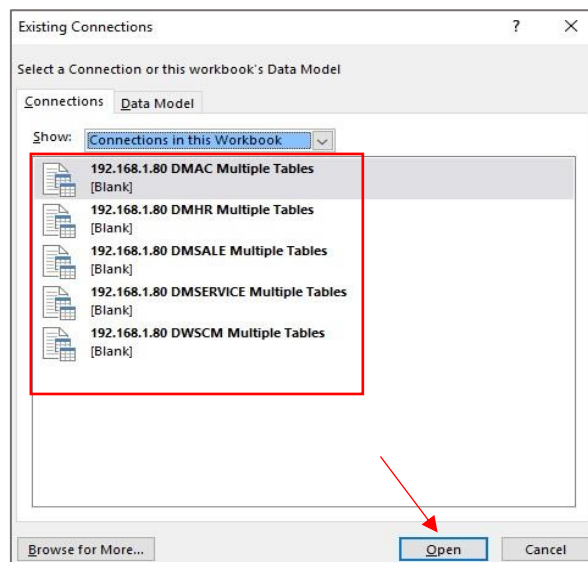 Existing Connections ? ×
Select a Connection or this workbook's Data Model
Connections Data Model
Show: Connections in this Workbook
192.168.1.80 DMAC Multiple Tables
[Blank]
192.168.1.80 DMHR Multiple Tables
[Blank]
192.168.1.80 DMSALE Multiple Tables
[Blank]
192.168.1.80 DMSERVICE Multiple Tables
[Blank]
192.168.1.80 DWSCM Multiple Tables
[Blank]
Browse for More... Open Cancel